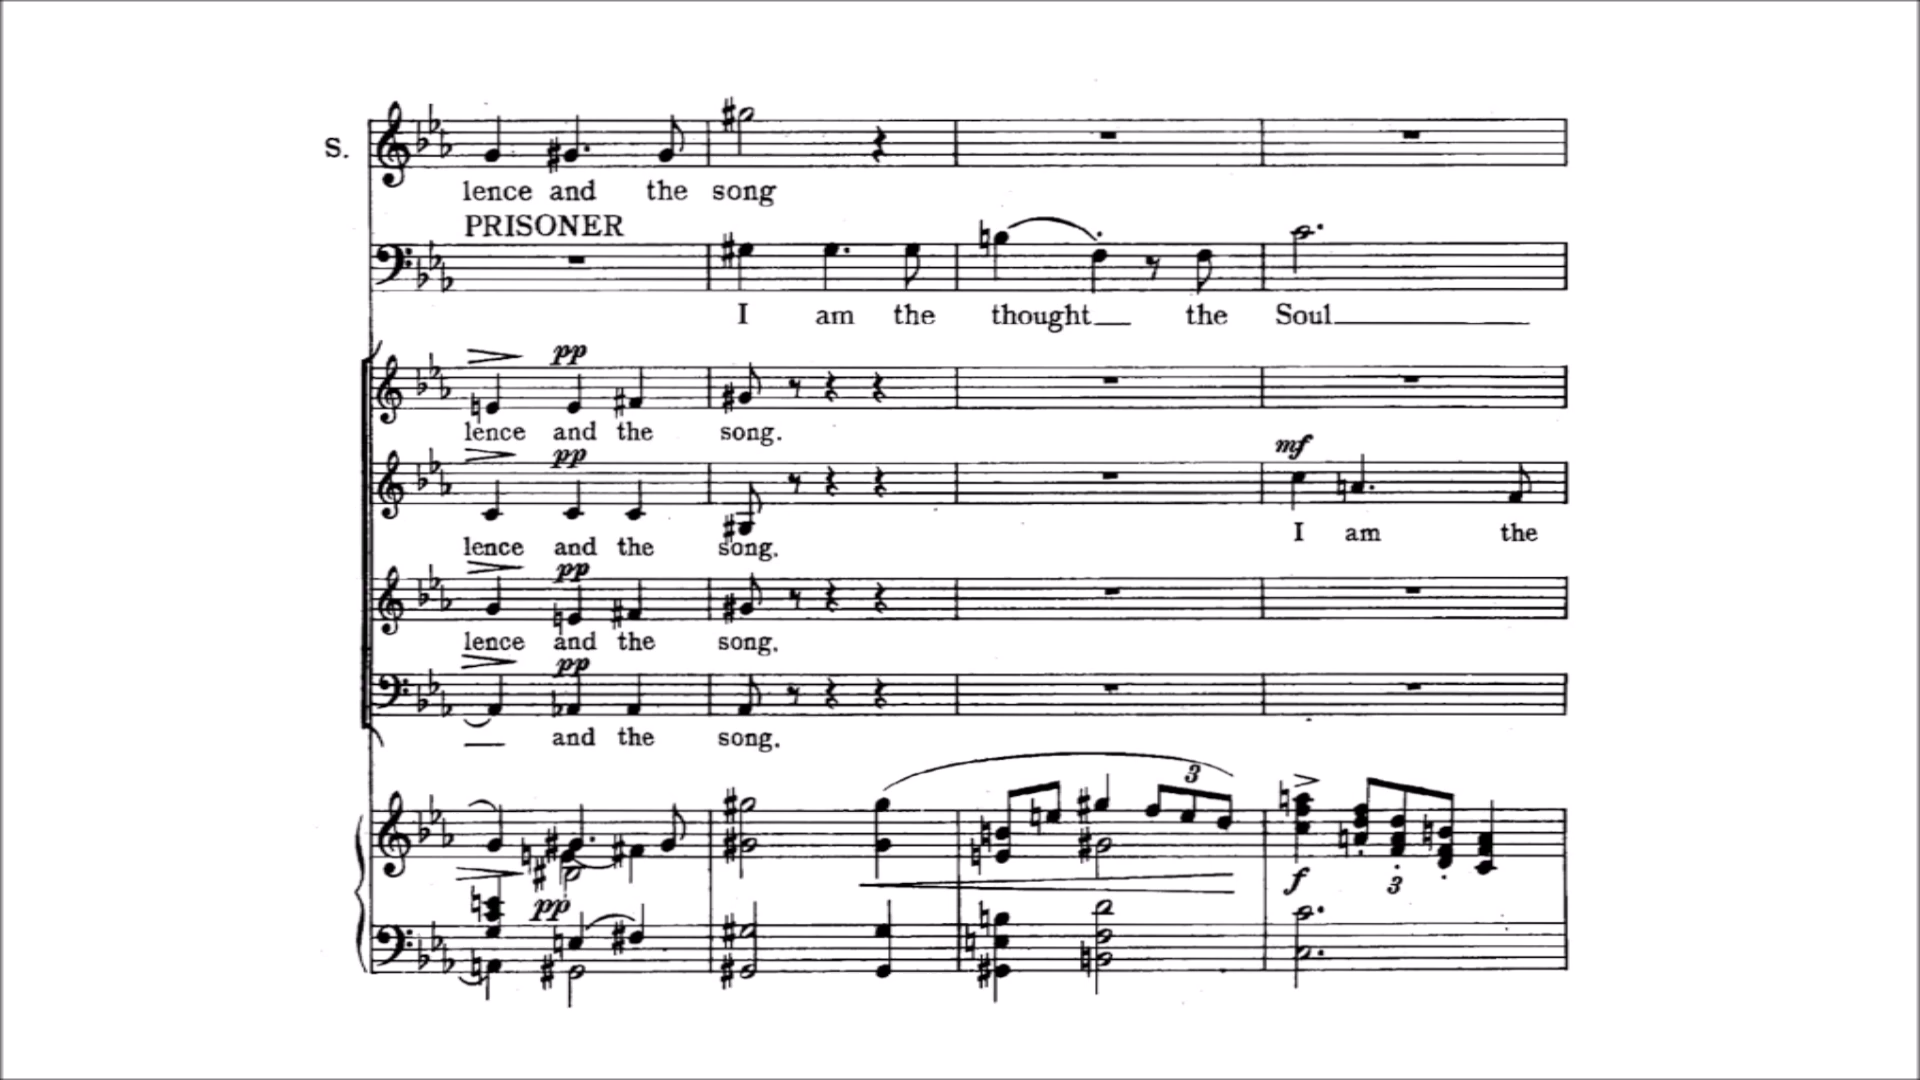 S.
lence and the song
PRISONER
I am the thought the Soul
pp
lence and the song.
pp
mf
I am the
lence and the song.
pp
lence and the song.
pp
and the song.
3
pp
f
3